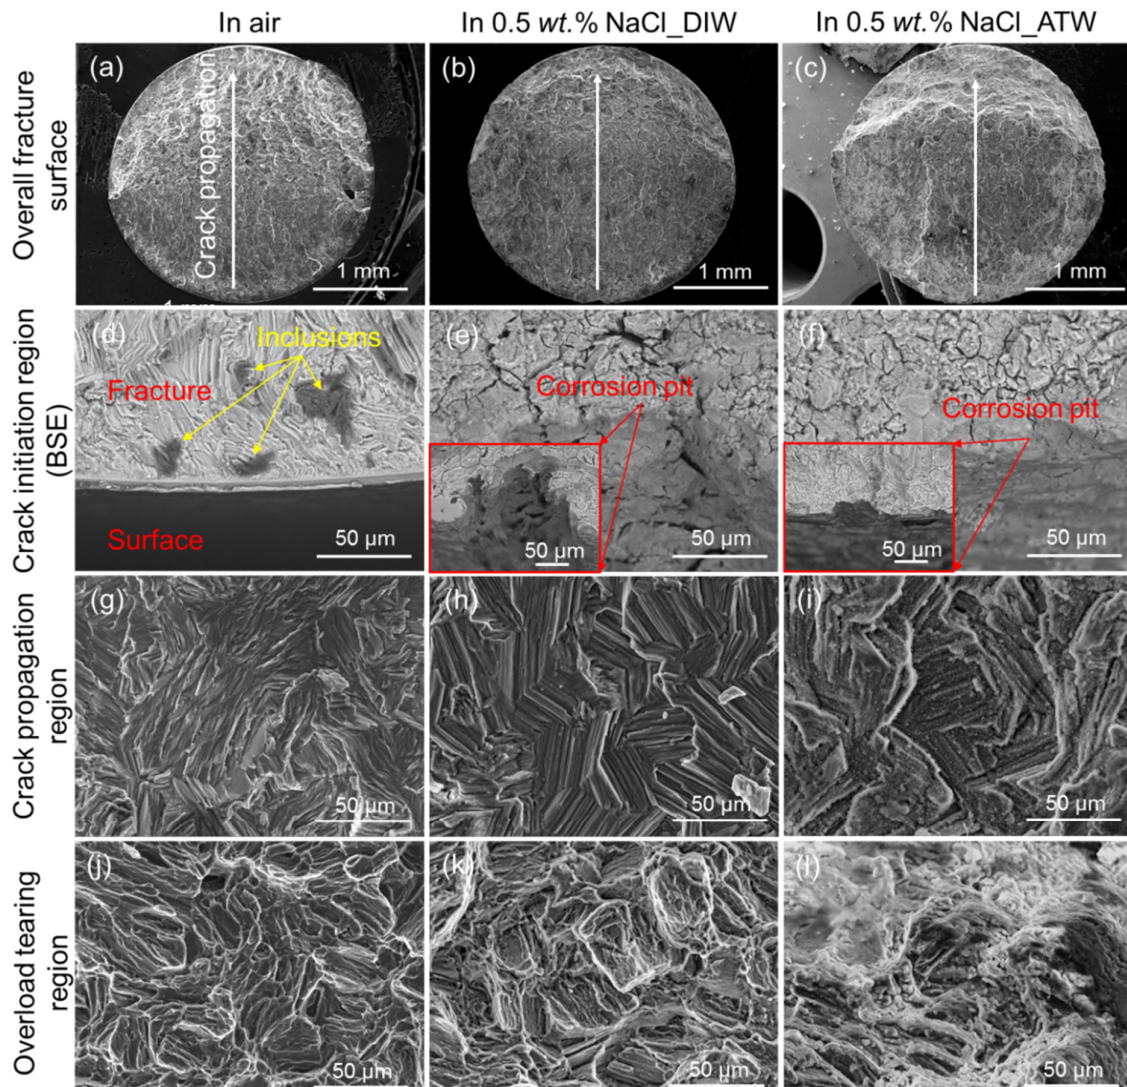 In air
In 0.5 wt.% NaCl_DIW
In 0.5 wt.% NaCl_ATW
Overall fracture
surface
(a)
Crack propagation
1 mm
(b)
1 mm
(c)
1 mm
Crack initiation region
(BSE)
(d)
Inclusions
Fracture
Surface
50 µm
(e)
Corrosion pit
50 µm
50 µm
(f)
Corrosion pit
50 µm
50 µm
Crack propagation
region
(g)
50 µm
(h)
50 µm
(i)
50 µm
Overload tearing
region
(j)
50 µm
(k)
50 µm
(l)
50 µm